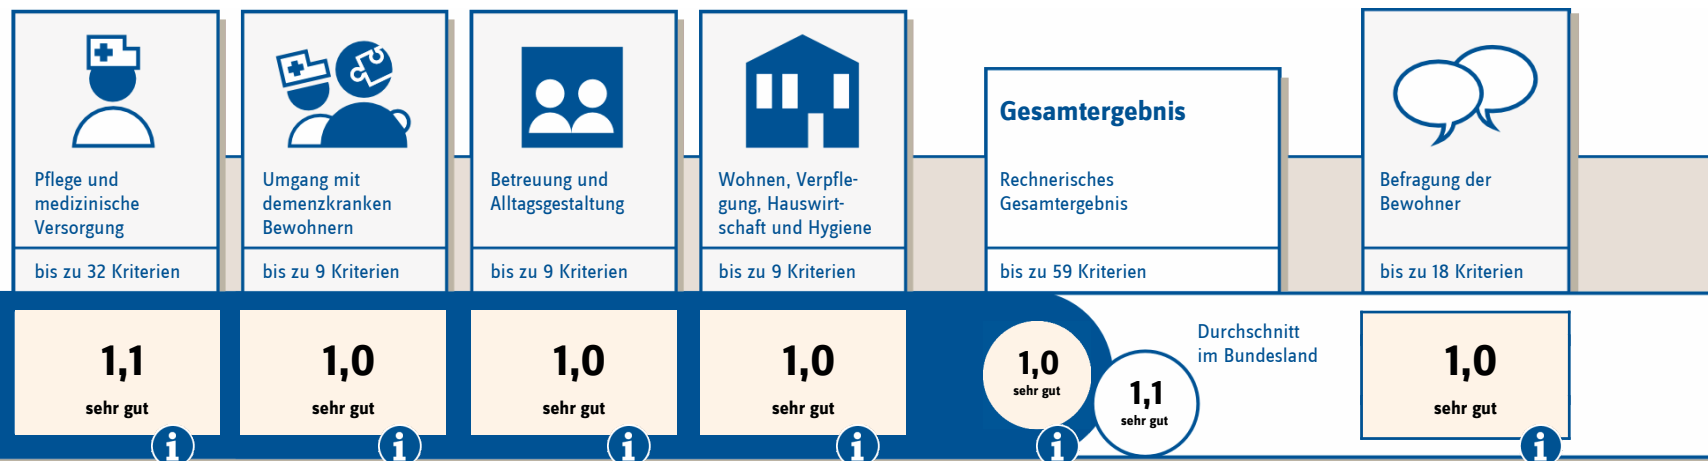 Pflege und
medizinische
Versorgung
bis zu 32 Kriterien
1,1
sehr gut
i
Umgang mit
demenzkranken
Bewohnern
bis zu 9 Kriterien
1,0
sehr gut
i
Betreuung und
Alltagsgestaltung
bis zu 9 Kriterien
1,0
sehr gut
i
Wohnen, Verpfle-
gung, Hauswirt-
schaft und Hygiene
bis zu 9 Kriterien
1,0
sehr gut
i
Gesamtergebnis
Rechnerisches
Gesamtergebnis
bis zu 59 Kriterien
1,0
sehr gut
i
Durchschnitt
im Bundesland
1,1
sehr gut
Befragung der
Bewohner
bis zu 18 Kriterien
1,0
sehr gut
i